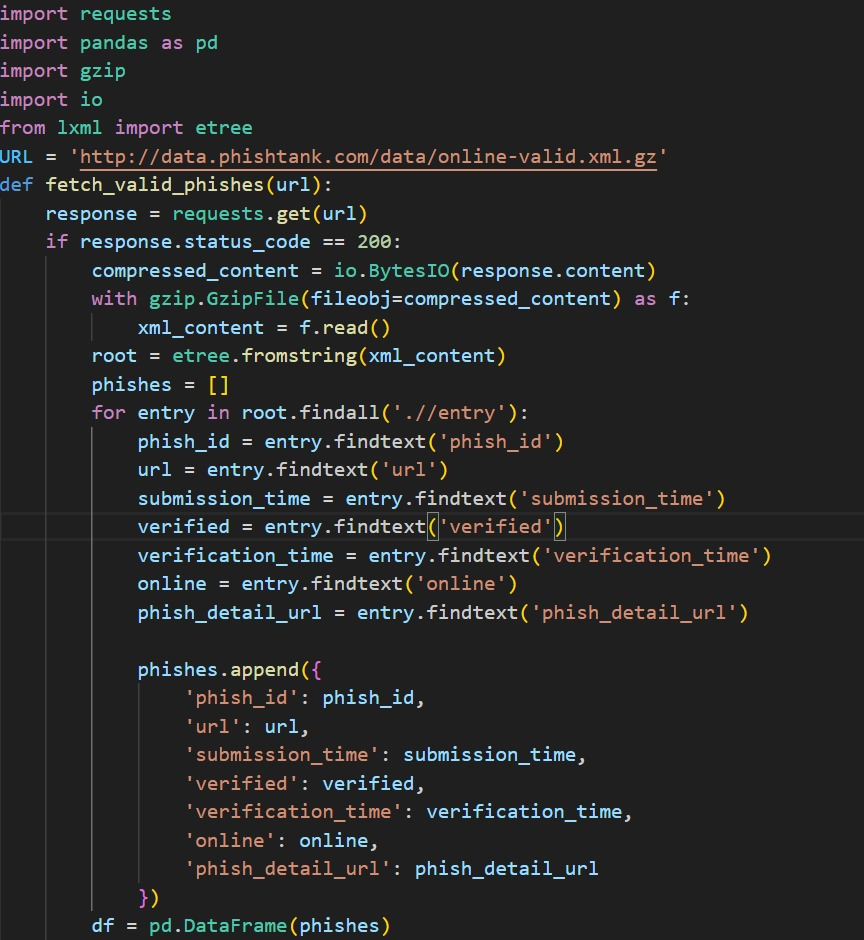 import requests
import pandas as pd
import gzip
import io
from lxml import etree
URL = 'http://data.phishtank.com/data/online-valid.xml.gz'
def fetch_valid_phishes(url):
    response = requests.get(url)
    if response.status_code == 200:
        compressed_content = io.BytesIO(response.content)
        with gzip.GzipFile(fileobj=compressed_content) as f:
            xml_content = f.read()
        root = etree.fromstring(xml_content)
        phishes = []
        for entry in root.findall('.//entry'):
            phish_id = entry.findtext('phish_id')
            url = entry.findtext('url')
            submission_time = entry.findtext('submission_time')
            verified = entry.findtext('verified')
            verification_time = entry.findtext('verification_time')
            online = entry.findtext('online')
            phish_detail_url = entry.findtext('phish_detail_url')

            phishes.append({
                'phish_id': phish_id,
                'url': url,
                'submission_time': submission_time,
                'verified': verified,
                'verification_time': verification_time,
                'online': online,
                'phish_detail_url': phish_detail_url
            })
        df = pd.DataFrame(phishes)